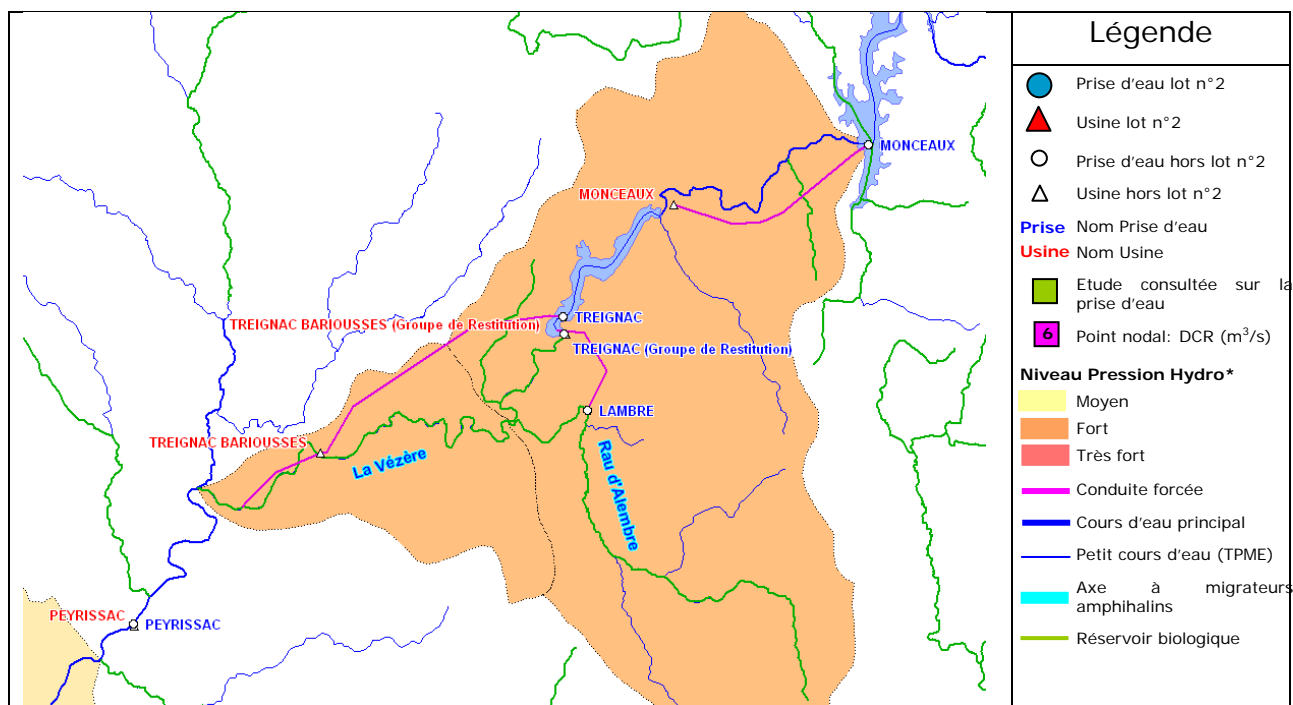 MONCEAUX
MONCEAUX
TREIGNAC BARIOUSSES (Groupe de Restitution)
TREIGNAC
TREIGNAC (Groupe de Restitution)
LAMBRE
TREIGNAC BARIOUSSES
La Vézère
Rau d'Alembre
PEYRISSAC
PEYRISSAC
Légende
Prise d'eau lot n°2
Usine lot n°2
Prise d'eau hors lot n°2
Usine hors lot n°2
Prise Nom Prise d'eau
Usine Nom Usine
Etude consultée sur la
prise d'eau
6 Point nodal: DCR (m³/s)
Niveau Pression Hydro*
Moyen
Fort
Très fort
Conduite forcée
Cours d'eau principal
Petit cours d'eau (TPME)
Axe à migrateurs
amphihalins
Réservoir biologique